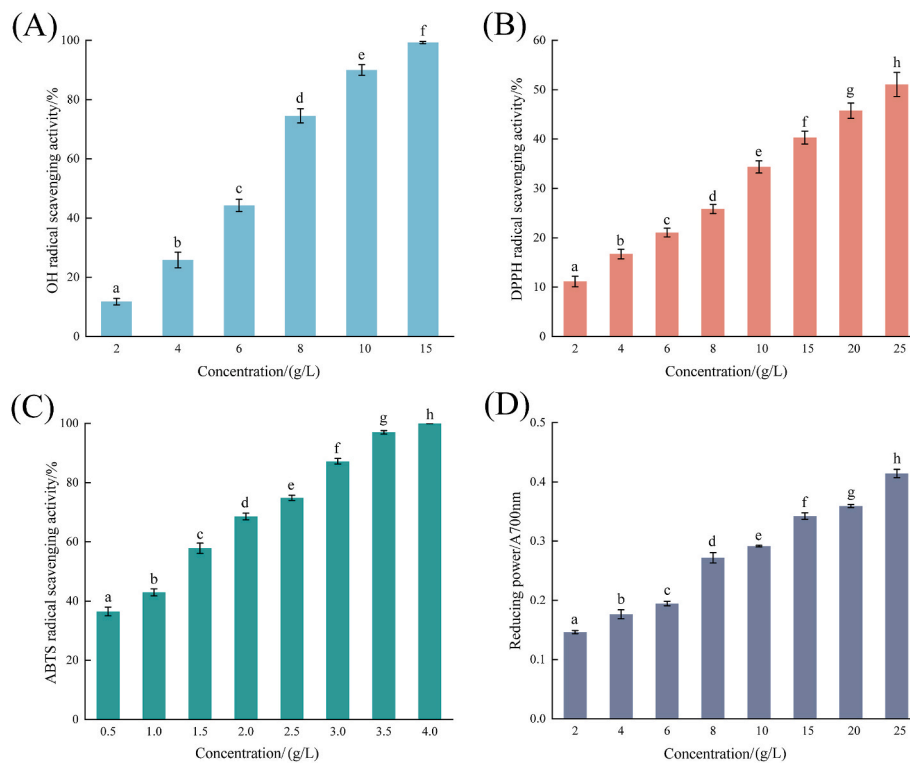 (A)
OH radical scavenging activity/%
100
80
60
40
20
0
a
b
c
d
e
f
2 4 6 8 10 15
Concentration/(g/L)
(B)
DPPH radical scavenging activity/%
60
50
40
30
20
10
0
a
b
c
d
e
f
g
h
2 4 6 8 10 15 20 25
Concentration/(g/L)
(C)
ABTS radical scavenging activity/%
100
80
60
40
20
0
a
b
c
d
e
f
g
h
0.5 1.0 1.5 2.0 2.5 3.0 3.5 4.0
Concentration/(g/L)
(D)
Reducing power/A700nm
0.5
0.4
0.3
0.2
0.1
0.0
a
b
c
d
e
f
g
h
2 4 6 8 10 15 20 25
Concentration/(g/L)